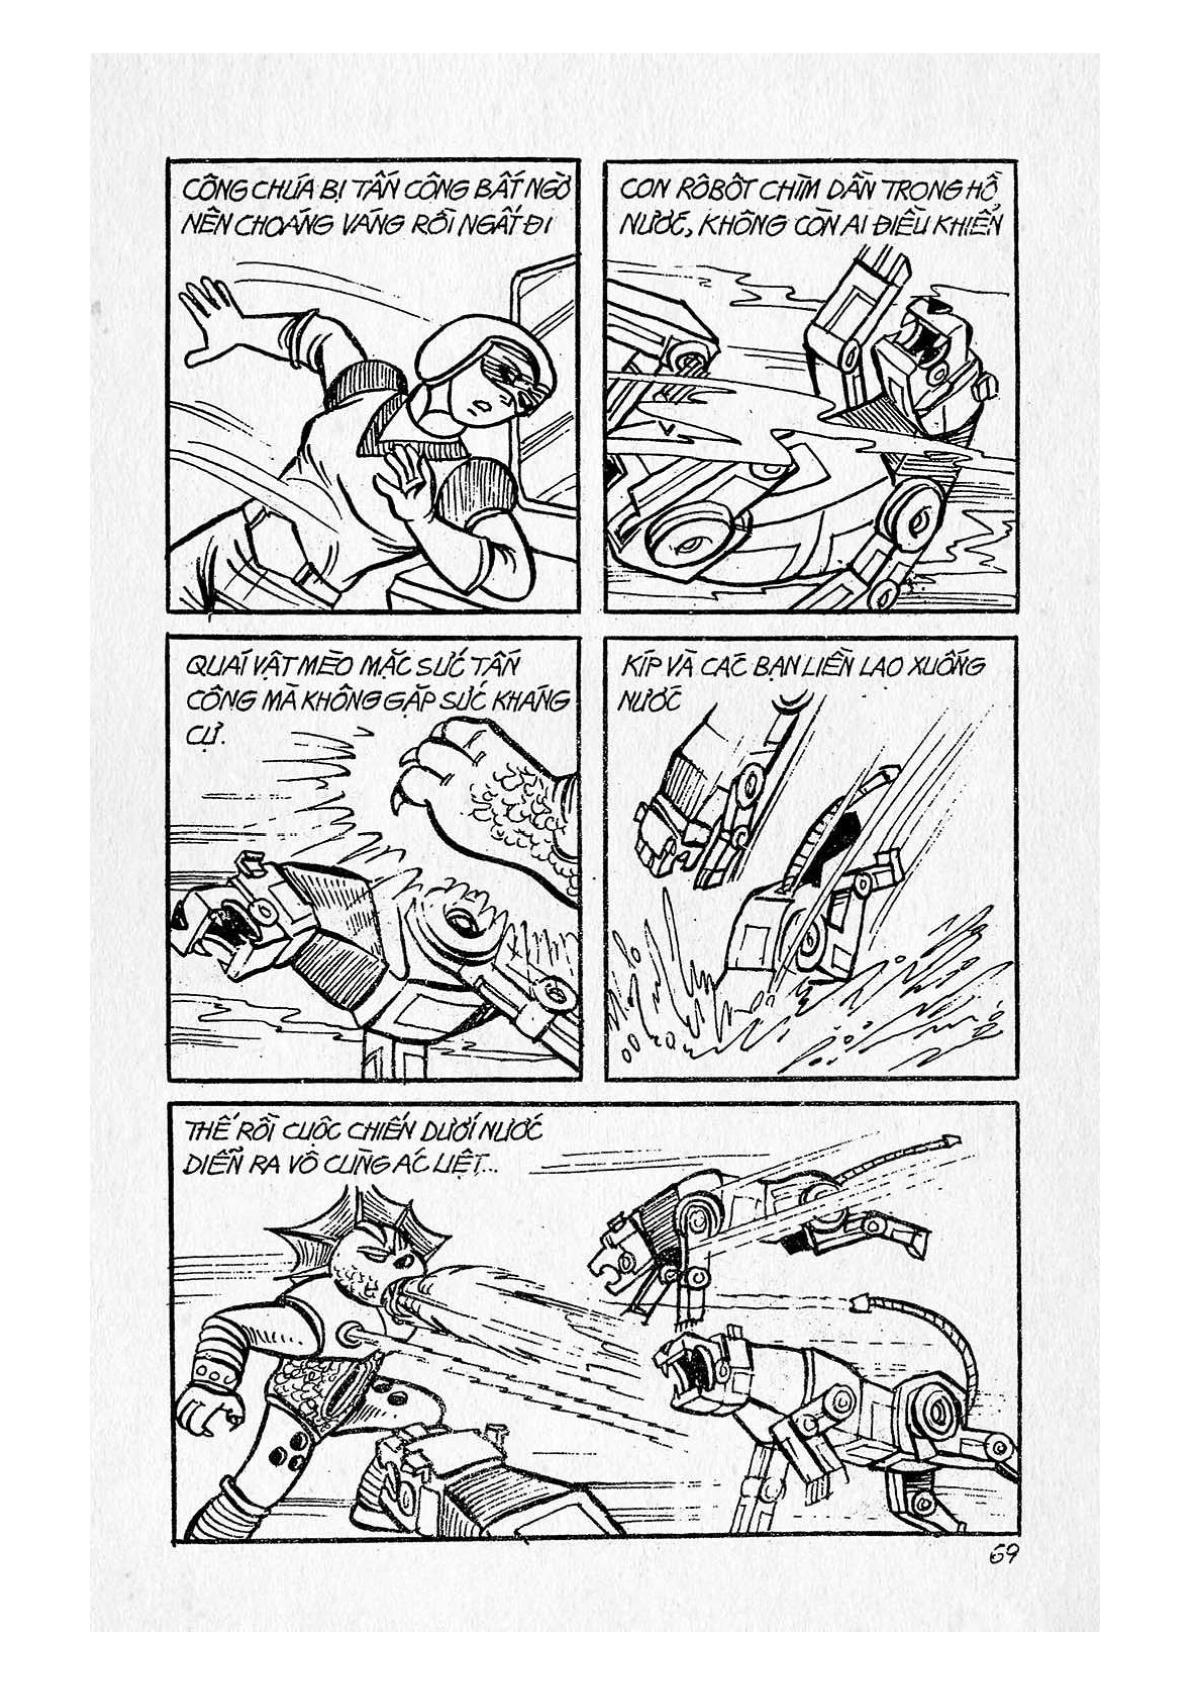 CÔNG CHÚA BỊ TẤN CÔNG BẤT NGỜ
NÊN CHOÁNG VÁNG RỒI NGẤT ĐI
CON RÔBÔT CHÌM DẦN TRONG HỒ
NƯỚC, KHÔNG CÒN AI ĐIỀU KHIỂN
QUÁI VẬT MÈO MẶC SỨC TẤN
CÔNG MÀ KHÔNG GẶP SỨC KHÁNG
CỰ.
KÍP VÀ CÁC BẠN LIỀN LAO XUỐNG
NƯỚC
THẾ RỒI CUỘC CHIẾN DƯỚI NƯỚC
DIỄN RA VÔ CÙNG ÁC LIỆT...
69